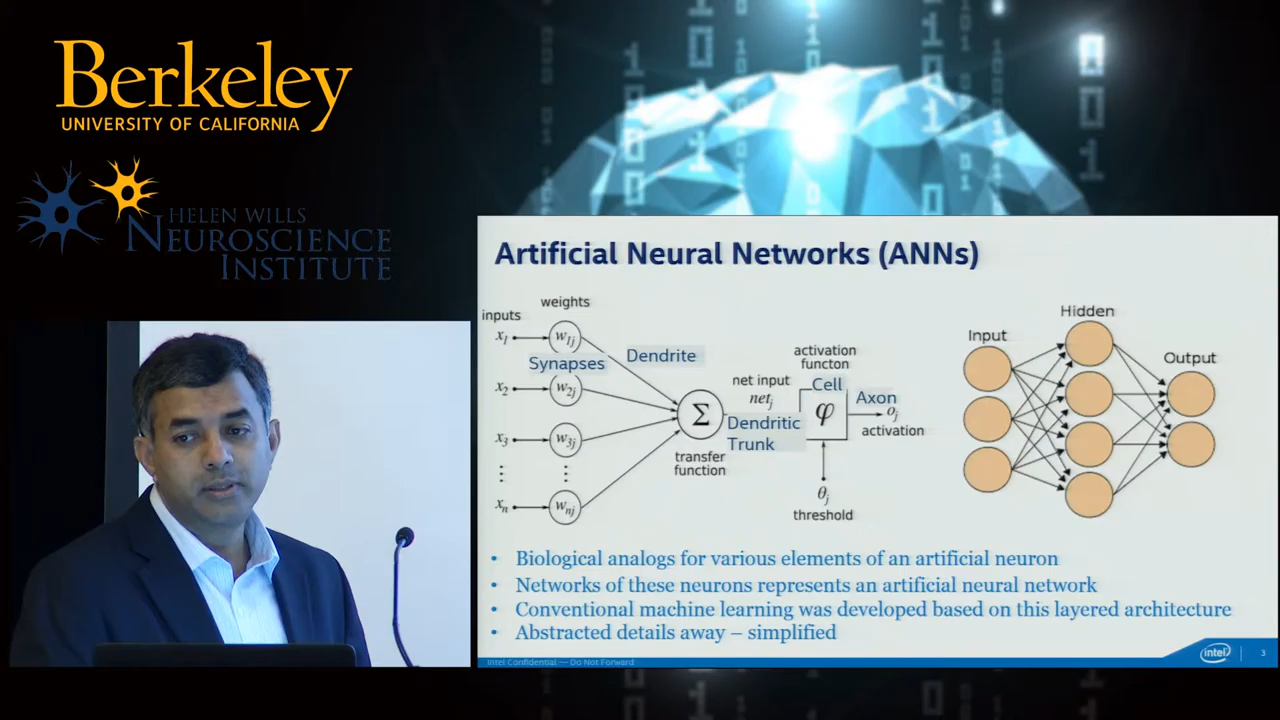 Berkeley
UNIVERSITY OF CALIFORNIA
HELEN WILLS
NEUROSCIENCE
INSTITUTE
Artificial Neural Networks (ANNs)
inputs
weights
x1
w1j
Synapses
Dendrite
x2
w2j
x3
w3j
xn
wnj
Σ
transfer
function
net input
netj
Dendritic
Trunk
activation
functon
Cell
φ
Axon
oj
activation
θj
threshold
Input
Hidden
Output
• Biological analogs for various elements of an artificial neuron
• Networks of these neurons represents an artificial neural network
• Conventional machine learning was developed based on this layered architecture
• Abstracted details away – simplified
Intel Confidential — Do Not Forward
intel
3